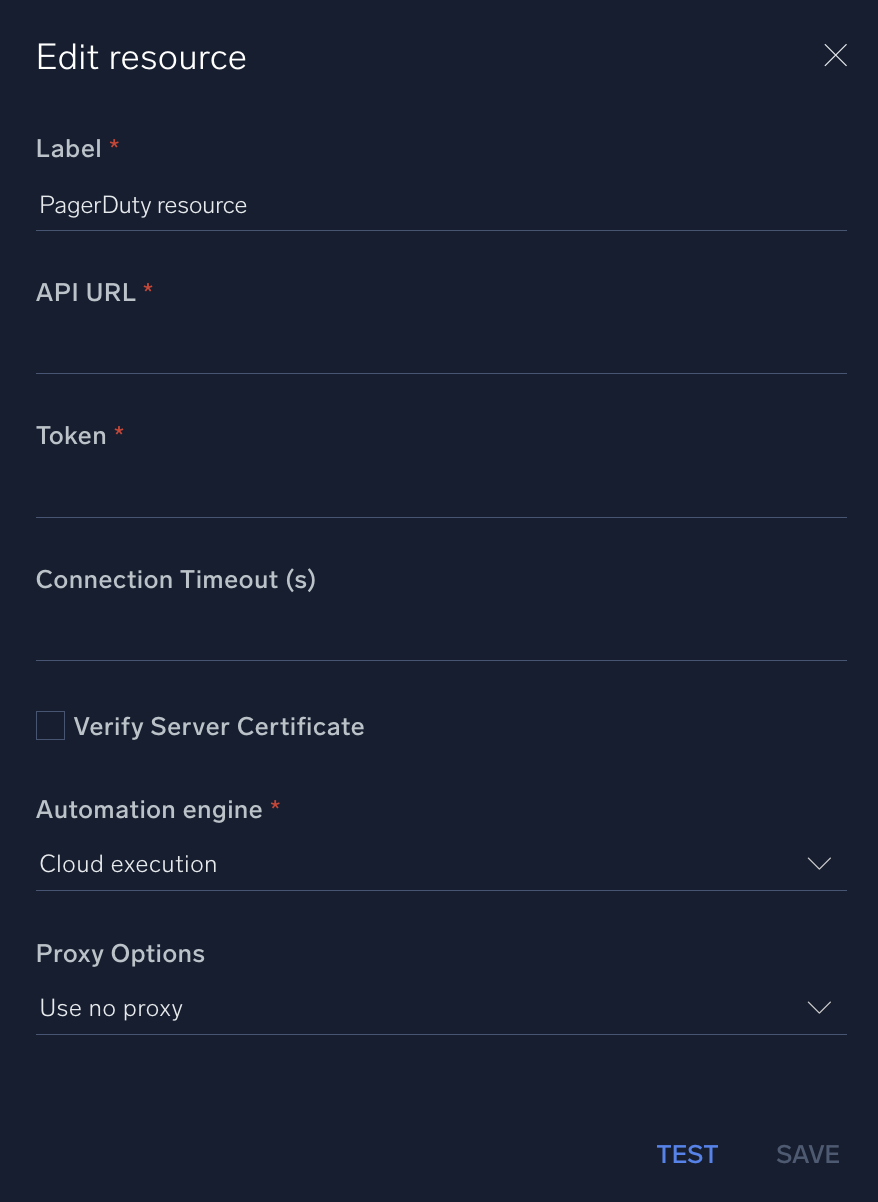 Edit resource
Label *
PagerDuty resource
API URL *
Token *
Connection Timeout (s)
Verify Server Certificate
Automation engine *
Cloud execution
Proxy Options
Use no proxy
TEST SAVE